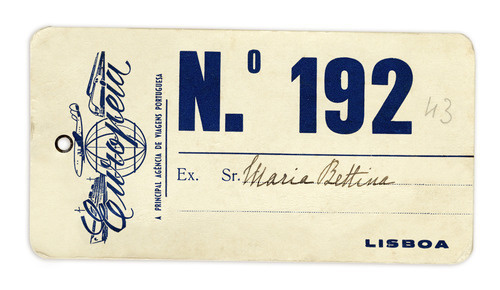 Europeia
A PRINCIPAL AGÊNCIA DE VIAGENS PORTUGUESA
N.º 192
43
Ex. Sr. Maria Bettina
LISBOA